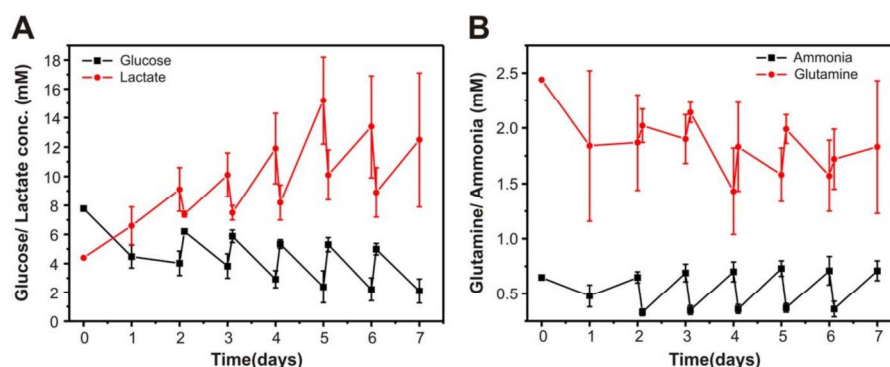 A
Glucose/ Lactate conc. (mM)
18
16
14
12
10
8
6
4
2
0
Glucose
Lactate
0 1 2 3 4 5 6 7
Time(days)
B
Glutamine/ Ammonia (mM)
2.5
2.0
1.5
1.0
0.5
Ammonia
Glutamine
0 1 2 3 4 5 6 7
Time(days)